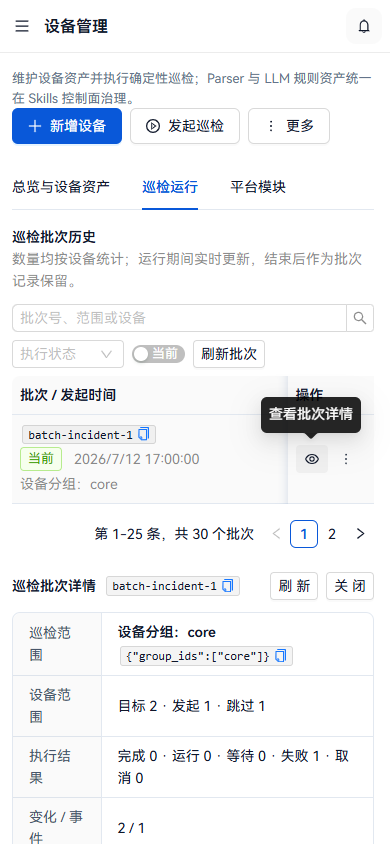 设备管理
维护设备资产并执行确定性巡检；Parser 与 LLM 规则资产统一
在 Skills 控制面治理。
新增设备 发起巡检 更多
总览与设备资产 巡检运行 平台模块
巡检批次历史
数量均按设备统计；运行期间实时更新，结束后作为批次
记录保留。
批次号、范围或设备
执行状态 当前 刷新批次
批次 / 发起时间 操作
查看批次详情
batch-incident-1
当前 2026/7/12 17:00:00
设备分组：core
第 1-25 条，共 30 个批次 1 2
巡检批次详情 batch-incident-1 刷 新 关 闭
巡检范
围
设备分组：core
{"group_ids":["core"]}
设备范
围
目标 2 · 发起 1 · 跳过 1
执行结
果
完成 0 · 运行 0 · 等待 0 · 失败 1 · 取
消 0
变化 / 事
件
2 / 1